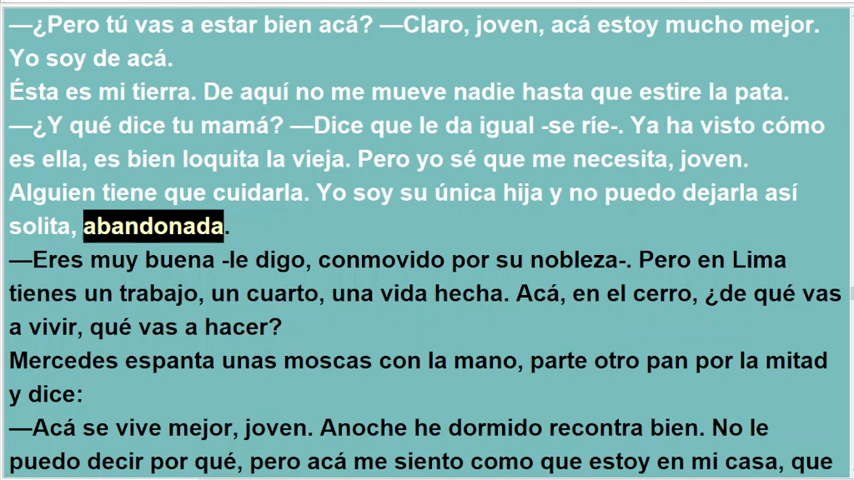 —¿Pero tú vas a estar bien acá? —Claro, joven, acá estoy mucho mejor.
Yo soy de acá.
Ésta es mi tierra. De aquí no me mueve nadie hasta que estire la pata.
—¿Y qué dice tu mamá? —Dice que le da igual -se ríe-. Ya ha visto cómo
es ella, es bien loquita la vieja. Pero yo sé que me necesita, joven.
Alguien tiene que cuidarla. Yo soy su única hija y no puedo dejarla así
solita, abandonada.
—Eres muy buena -le digo, conmovido por su nobleza-. Pero en Lima
tienes un trabajo, un cuarto, una vida hecha. Acá, en el cerro, ¿de qué vas
a vivir, qué vas a hacer?
Mercedes espanta unas moscas con la mano, parte otro pan por la mitad
y dice:
—Acá se vive mejor, joven. Anoche he dormido recontra bien. No le
puedo decir por qué, pero acá me siento como que estoy en mi casa, que